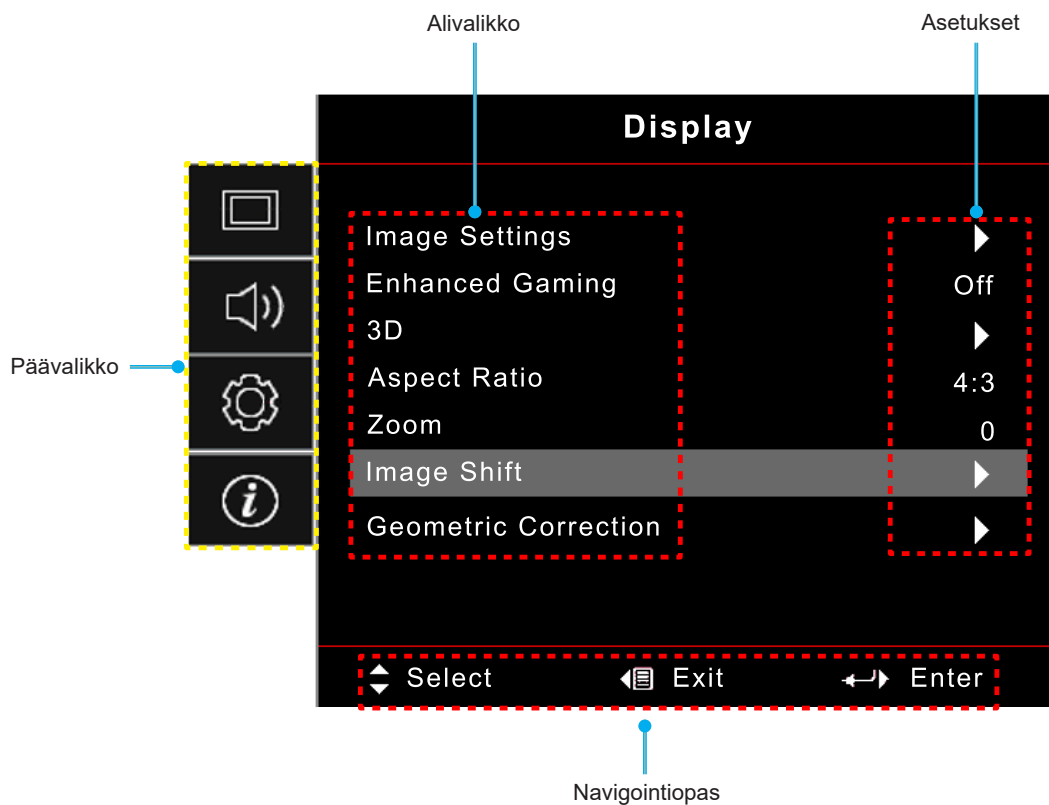 Alivalikko
Asetukset
Display
Image Settings
Enhanced Gaming Off
3D
Aspect Ratio 4:3
Zoom 0
Image Shift
Geometric Correction
Päävalikko
Select Exit Enter
Navigointiopas